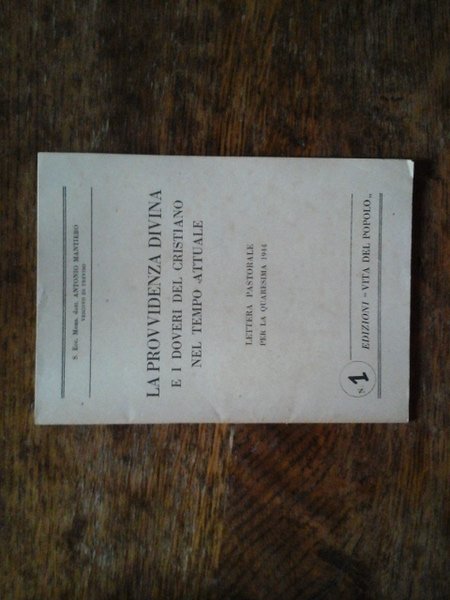 S. Ecc. Mons. don. ANTONIO MANTIERO
VESCOVO DI TREVISO
LA PROVVIDENZA DIVINA
E I DOVERI DEL CRISTIANO
NEL TEMPO ATTUALE
LETTERA PASTORALE
PER LA QUARESIMA 1944
N. 1
EDIZIONI "VITA DEL POPOLO"